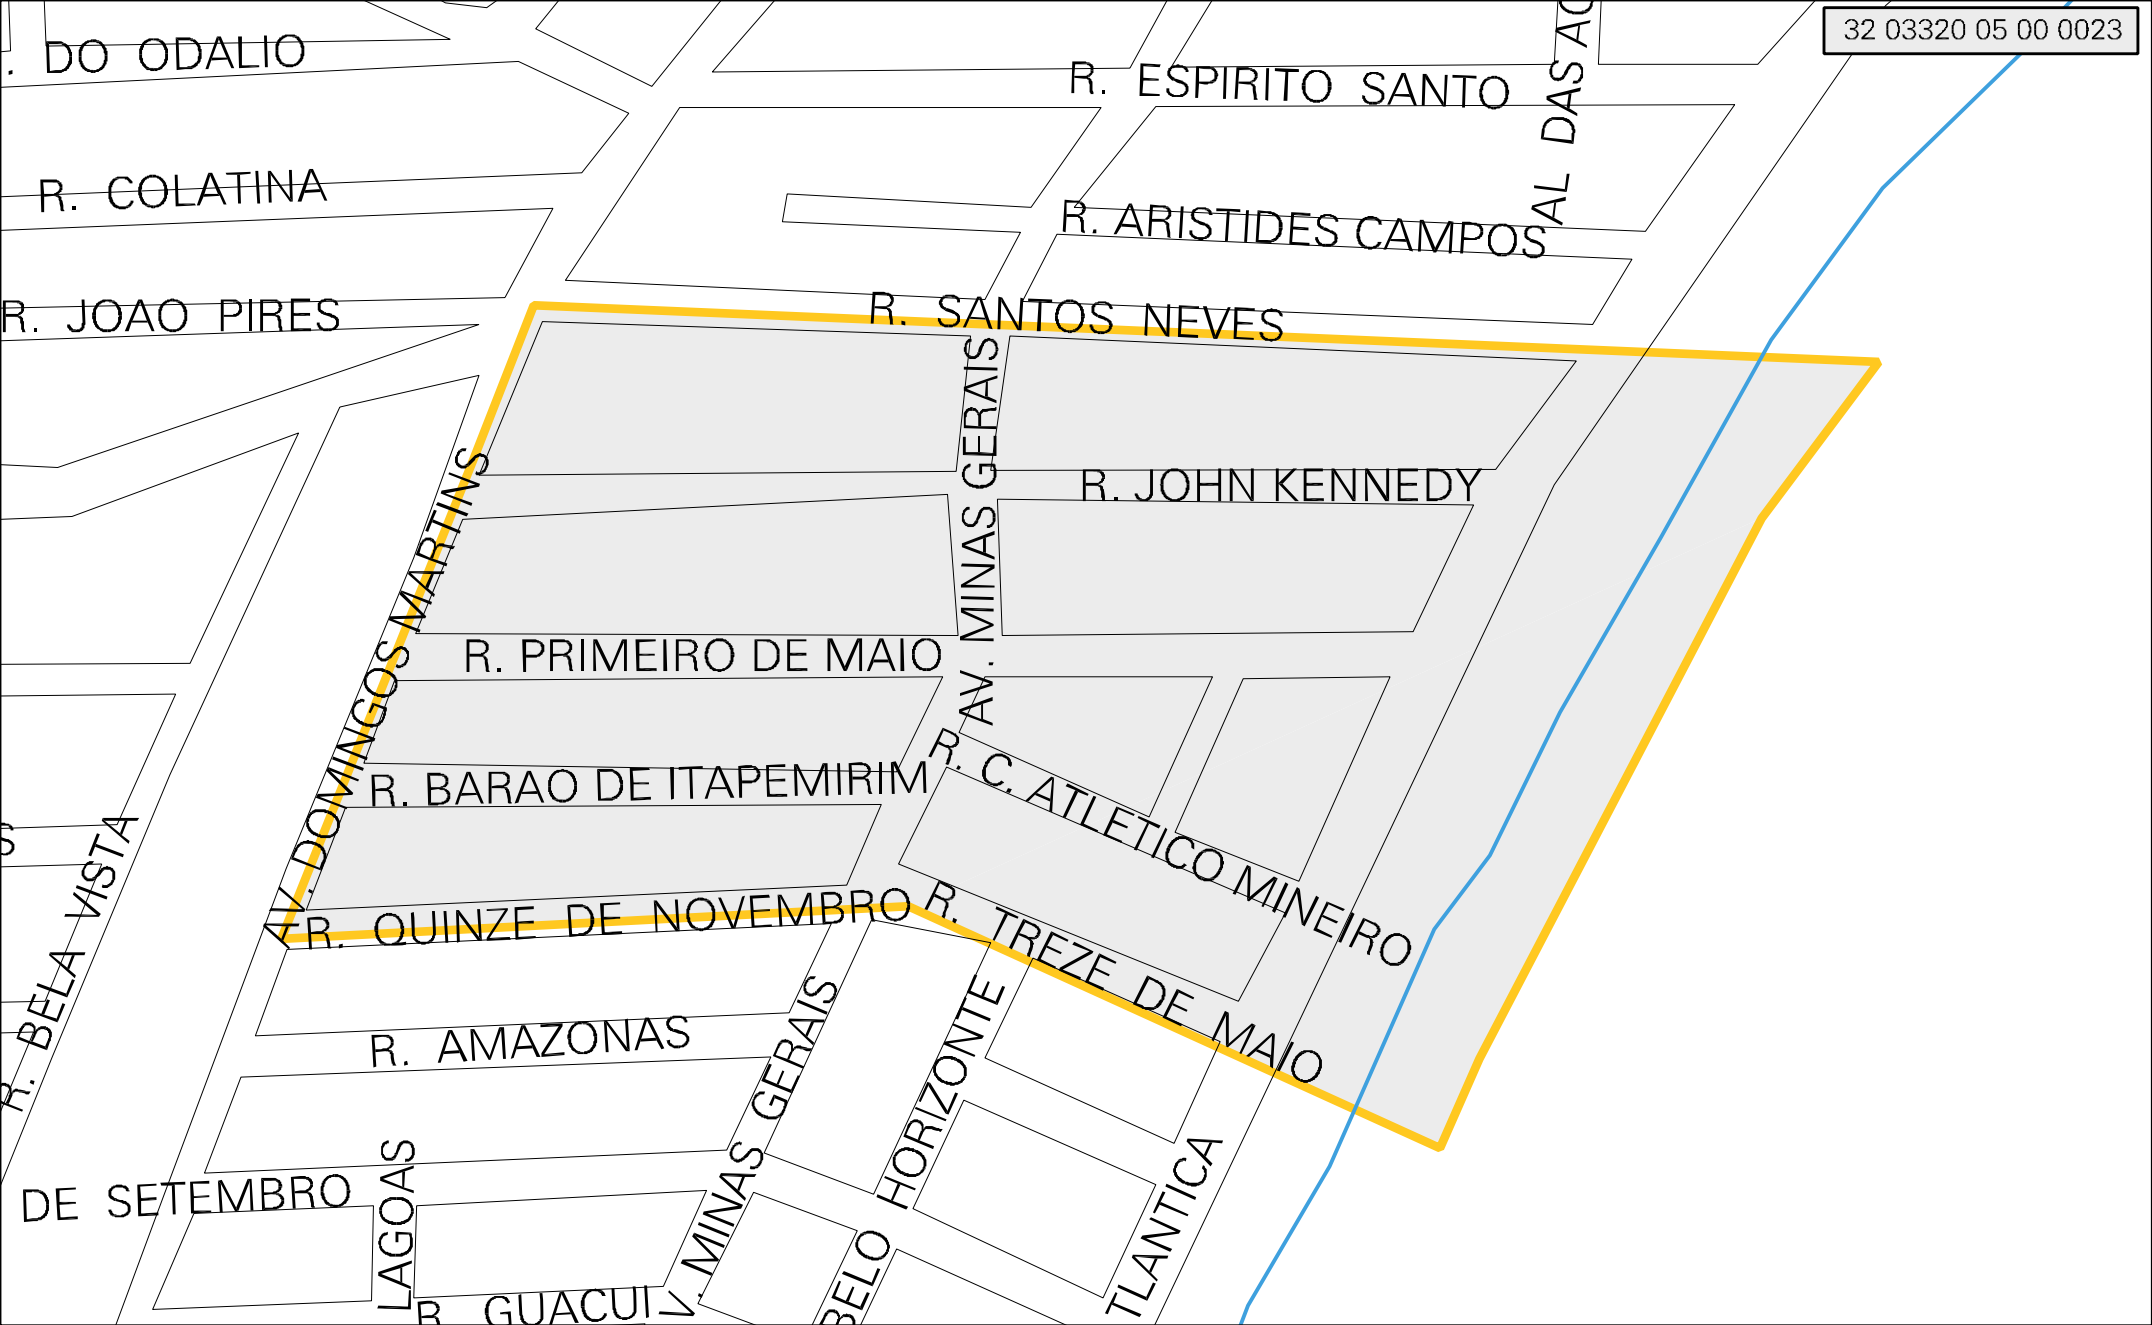 32 03320 05 00 0023
. DO ODALIO
R. ESPIRITO SANTO
AL DAS AC
R. COLATINA
R. ARISTIDES CAMPOS
R. JOAO PIRES
R. SANTOS NEVES
AV. MINAS GERAIS
R. JOHN KENNEDY
AV. DOMINGOS MARTINS
R. PRIMEIRO DE MAIO
R. C. ATLETICO MINEIRO
R. BARAO DE ITAPEMIRIM
S
R. BELA VISTA
R. QUINZE DE NOVEMBRO
R. TREZE DE MAIO
R. AMAZONAS
V. MINAS GERAIS
BELO HORIZONTE
TLANTICA
DE SETEMBRO
LAGOAS
R. GUACUI